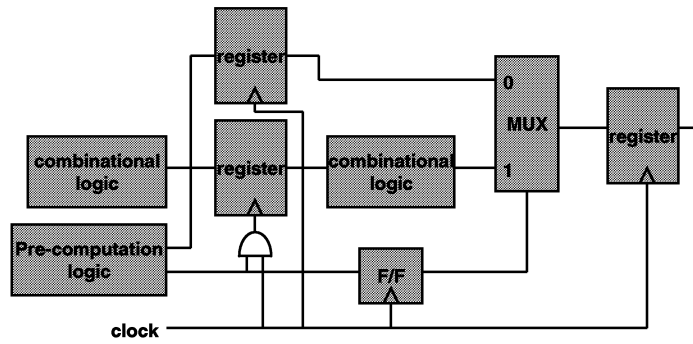 register
0
MUX
register
combinational
logic
register
combinational
logic
1
Pre-computation
logic
F/F
clock